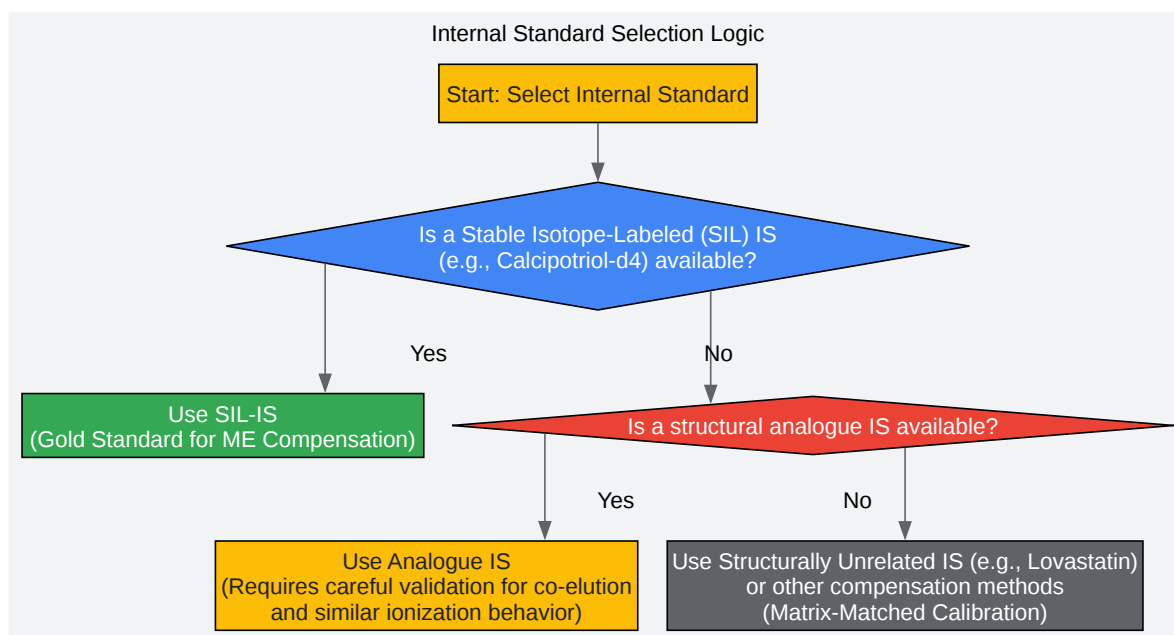 Internal Standard Selection Logic
Start: Select Internal Standard
Is a Stable Isotope-Labeled (SIL) IS
(e.g., Calcipotriol-d4) available?
Yes
No
Use SIL-IS
(Gold Standard for ME Compensation)
Is a structural analogue IS available?
Yes
No
Use Analogue IS
(Requires careful validation for co-elution
and similar ionization behavior)
Use Structurally Unrelated IS (e.g., Lovastatin)
or other compensation methods
(Matrix-Matched Calibration)